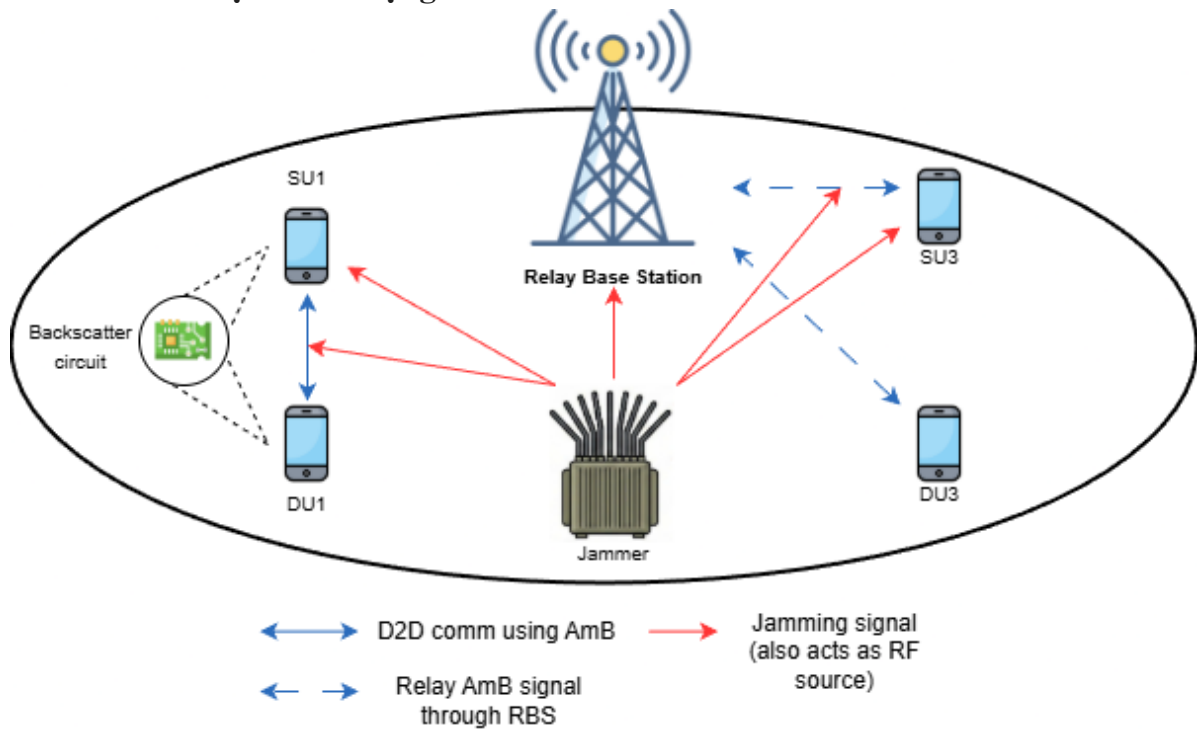 SU1
Relay Base Station
SU3
Backscatter
circuit
DU1
DU3
Jammer
D2D comm using AmB
Jamming signal
(also acts as RF
source)
Relay AmB signal
through RBS